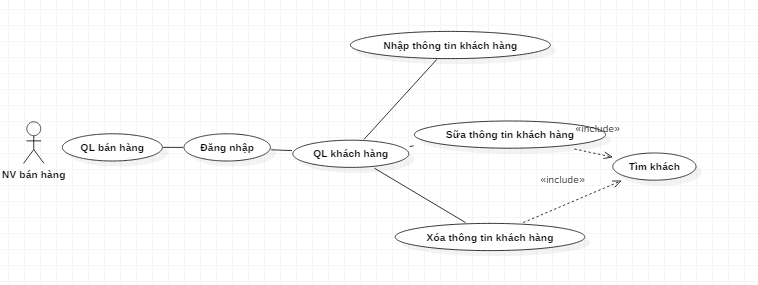 Nhập thông tin khách hàng
Sữa thông tin khách hàng
«include»
QL bán hàng
Đăng nhập
QL khách hàng
Tìm khách
NV bán hàng
«include»
Xóa thông tin khách hàng